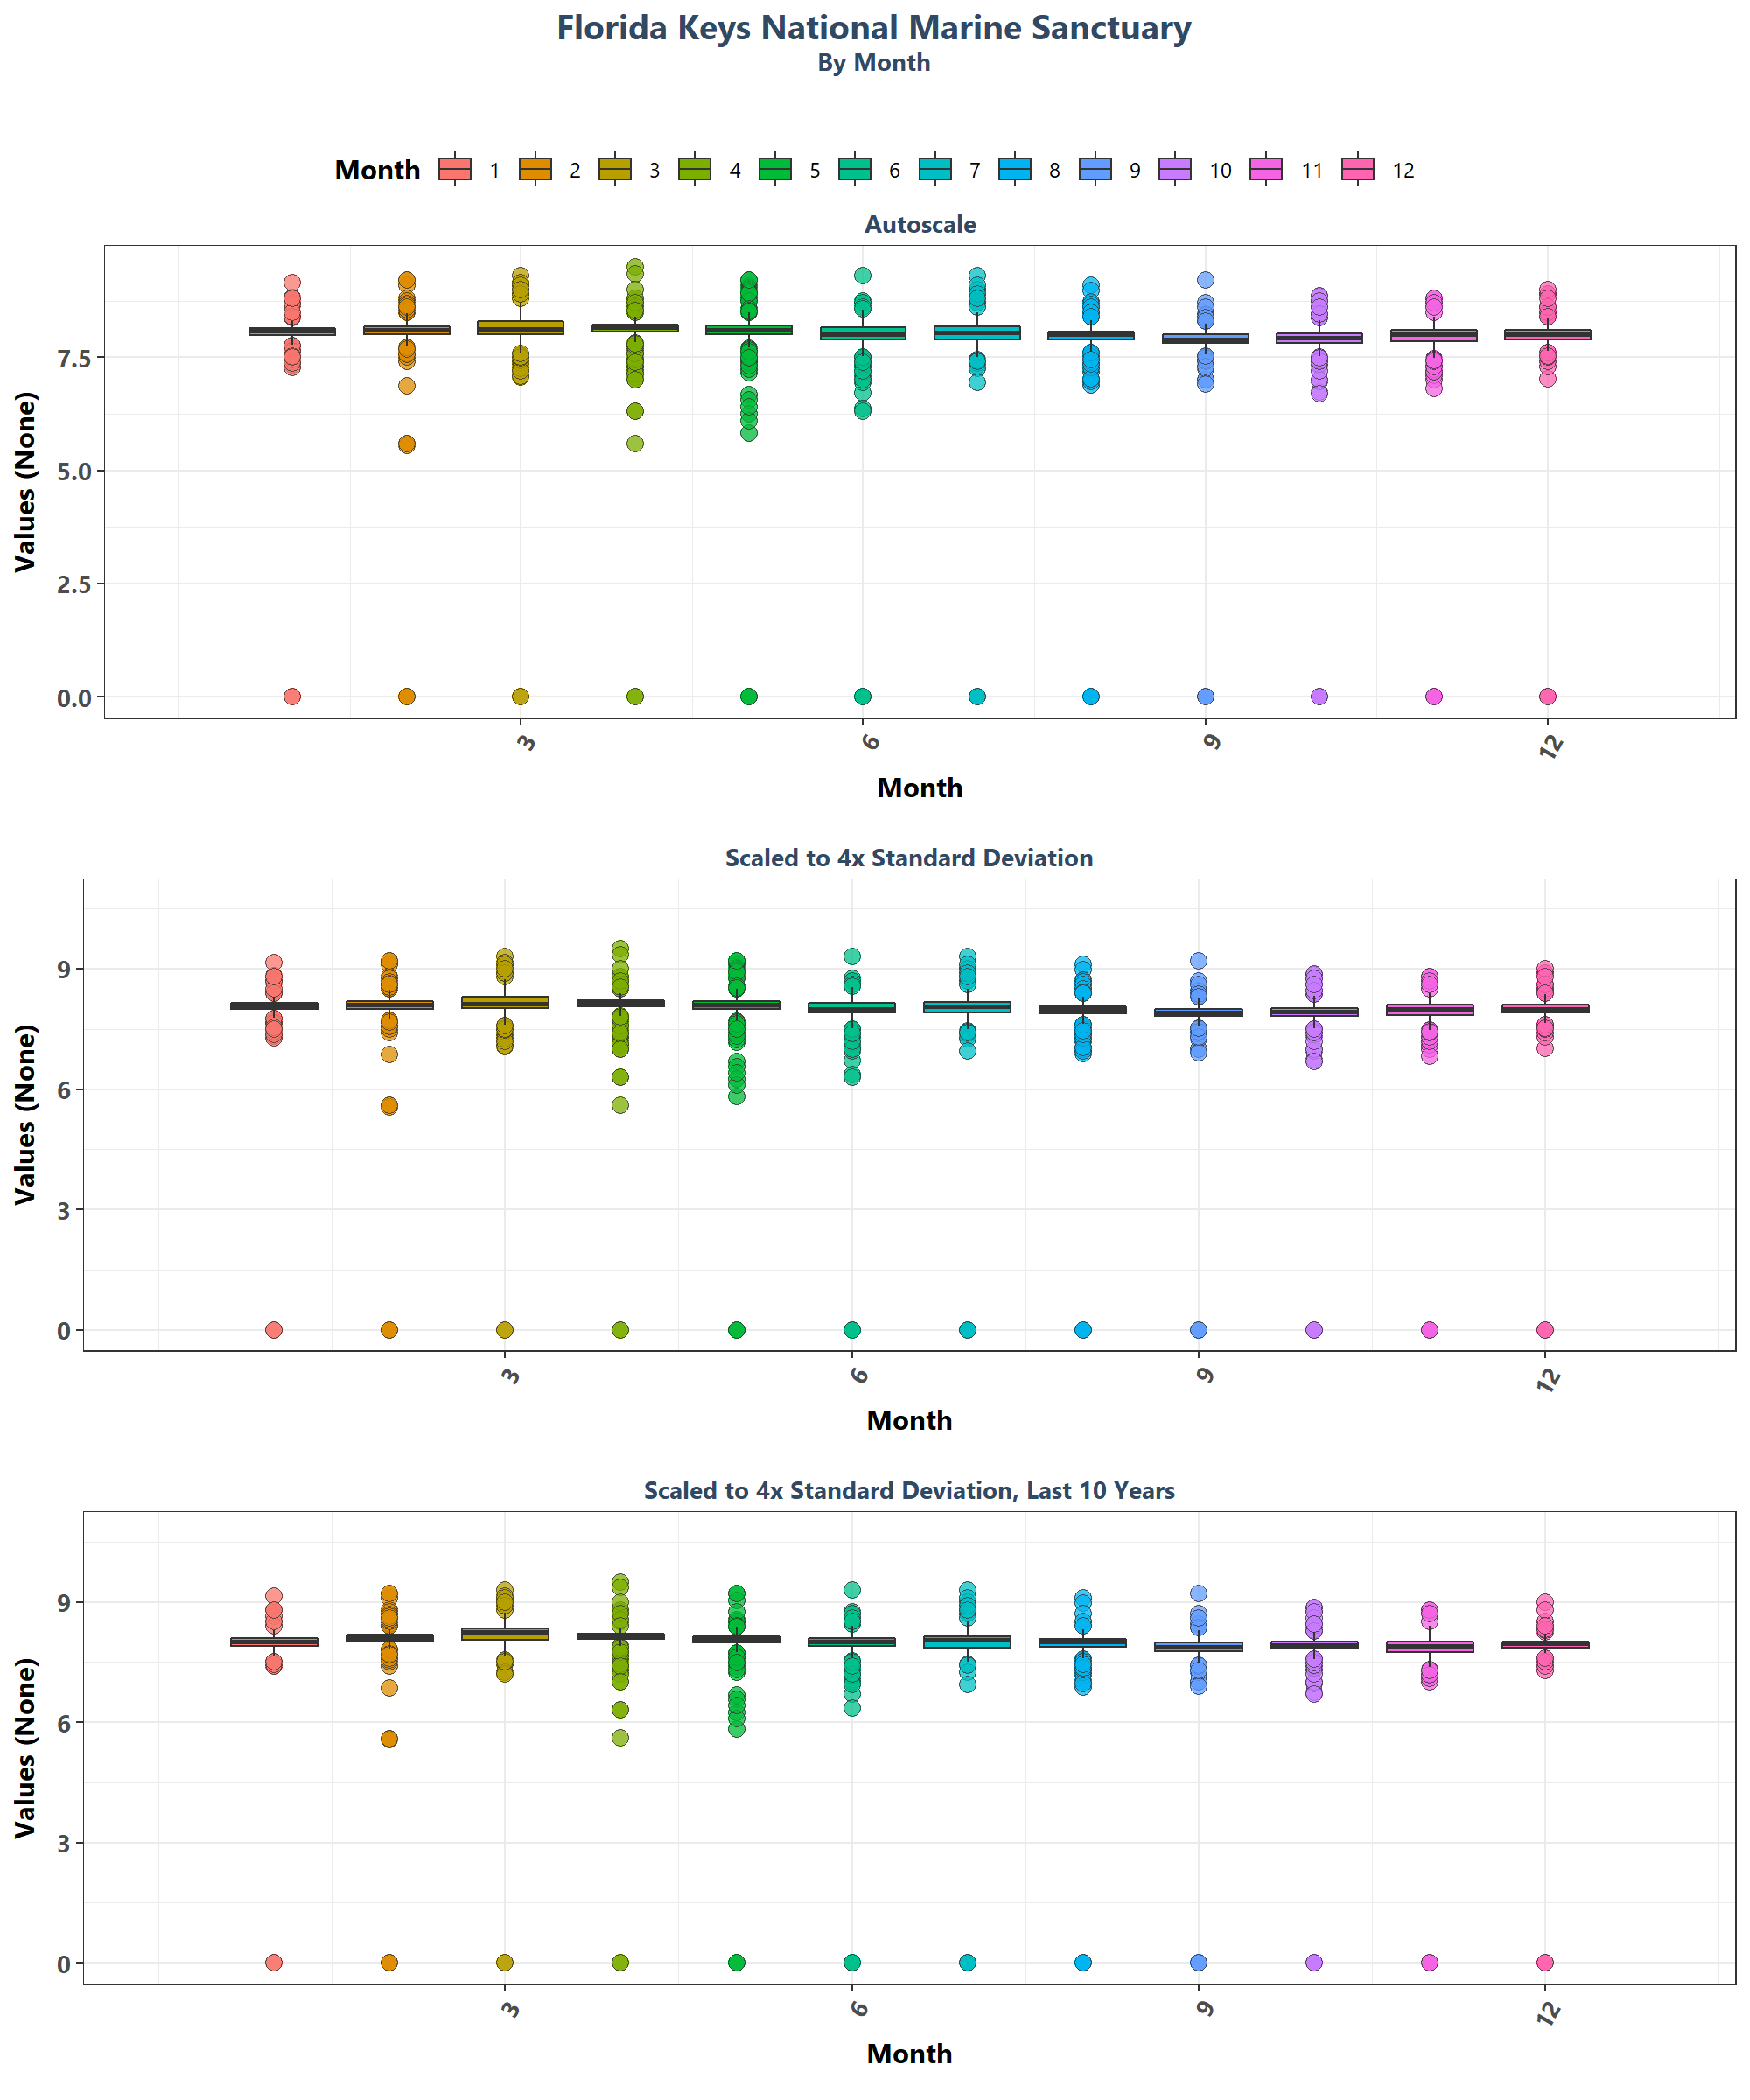 Florida Keys National Marine Sanctuary
By Month
Month 1 2 3 4 5 6 7 8 9 10 11 12
Autoscale
Values (None)
7.5
5.0
2.5
0.0
3 6 9 12
Month
Scaled to 4x Standard Deviation
Values (None)
9
6
3
0
3 6 9 12
Month
Scaled to 4x Standard Deviation, Last 10 Years
Values (None)
9
6
3
0
3 6 9 12
Month